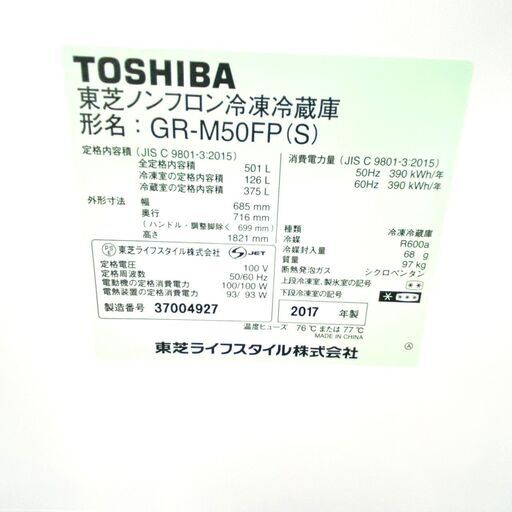 TOSHIBA
東芝ノンフロン冷凍冷蔵庫
形名：GR-M50FP(S)
定格内容積（JIS C 9801-3:2015）
全定格内容積 501 L
冷凍室の定格内容積 126 L
冷蔵室の定格内容積 375 L
外形寸法 幅 685 mm
奥行 716 mm
（ハンドル・調整脚除く 699 mm）
高さ 1821 mm
消費電力量（JIS C 9801-3:2015）
50Hz 390 kWh/年
60Hz 390 kWh/年
種類 冷凍冷蔵庫
冷媒 R600a
冷媒封入量 68 g
質量 97 kg
断熱発泡ガス シクロペンタン
上段冷凍室、製氷室の記号
下段冷凍室の記号
PSE 東芝ライフスタイル株式会社 JET
定格電圧 100 V
定格周波数 50/60 Hz
電動機の定格消費電力 100/100 W
電熱装置の定格消費電力 93/ 93 W
製造番号 37004927
2017 年製
温度ヒューズ 76℃ または 77℃
MADE IN CHINA
東芝ライフスタイル株式会社
Ⓐ